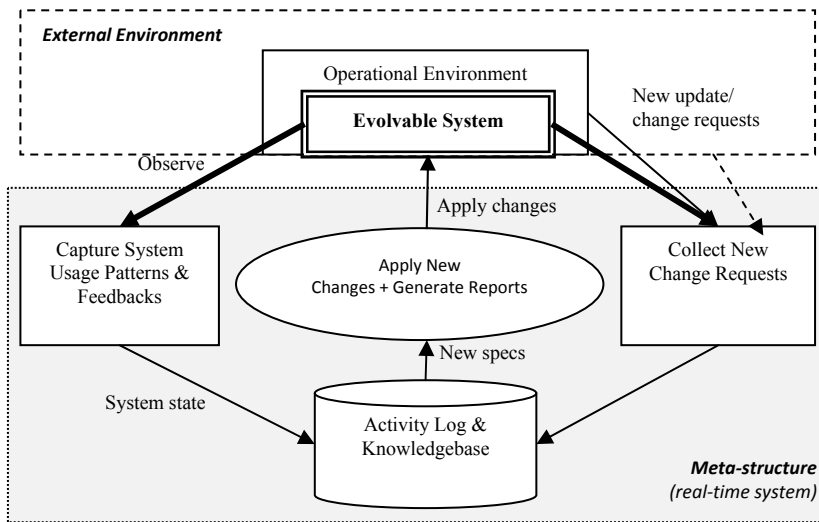 External Environment
Operational Environment
Evolvable System
New update/
change requests
Observe
Apply changes
Capture System
Usage Patterns &
Feedbacks
Apply New
Changes + Generate Reports
Collect New
Change Requests
New specs
System state
Activity Log &
Knowledgebase
Meta-structure
(real-time system)